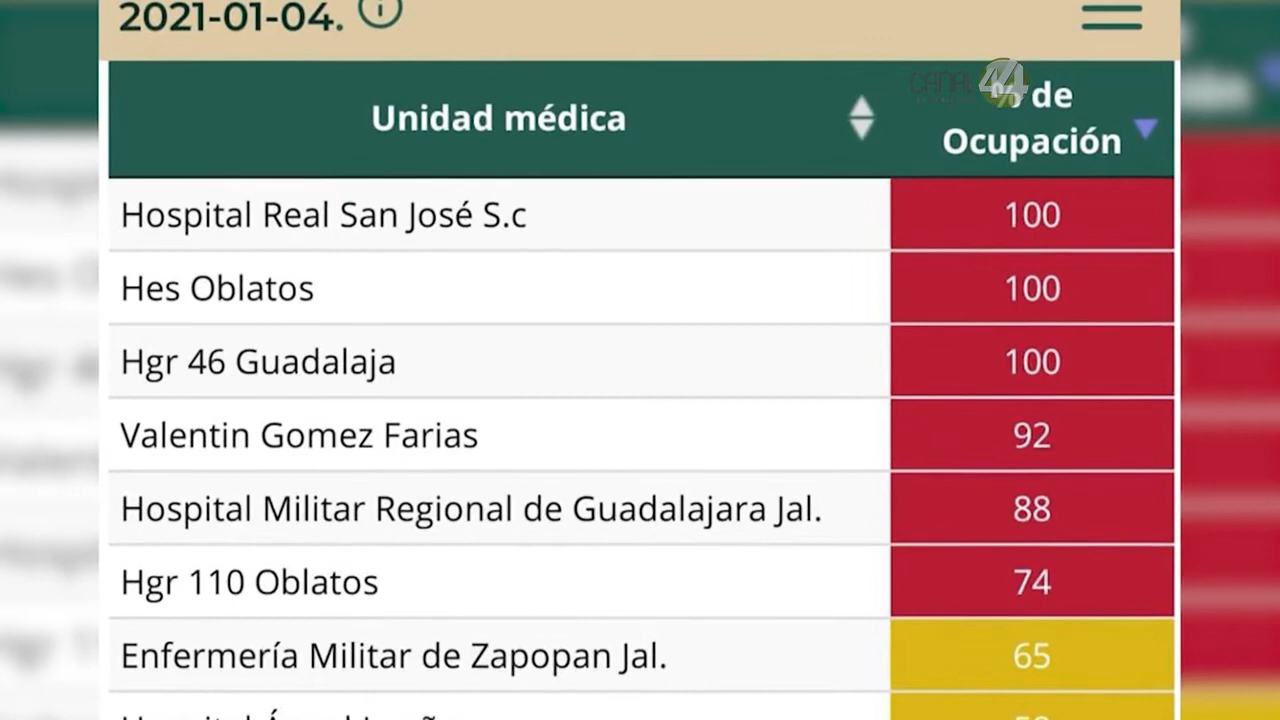 2021-01-04.
CANAL 44
Unidad médica
% de
Ocupación
Hospital Real San José S.c 100
Hes Oblatos 100
Hgr 46 Guadalaja 100
Valentin Gomez Farias 92
Hospital Militar Regional de Guadalajara Jal. 88
Hgr 110 Oblatos 74
Enfermería Militar de Zapopan Jal. 65